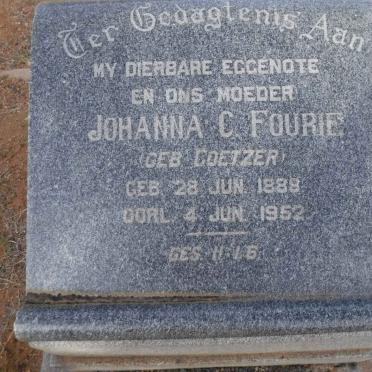 Ter Gedagtenis Aan
MY DIERBARE EGGENOTE
EN ONS MOEDER
JOHANNA C. FOURIE
(GEB COETZER)
GEB. 28 JUN. 1889
OORL. 4 JUN. 1952
GES. 11-1.6